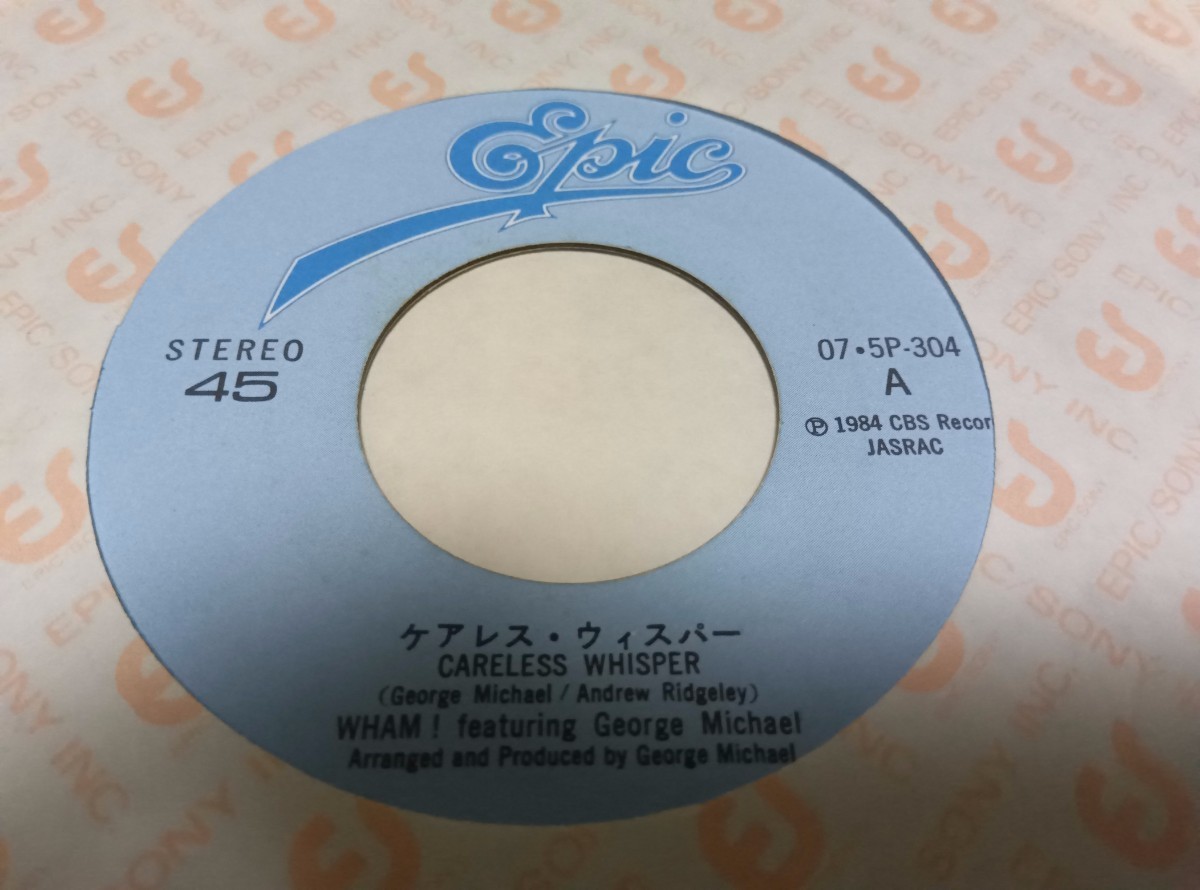 Epic
STEREO
45
07•5P-304
A
Ⓟ 1984 CBS Recor
JASRAC
ケアレス・ウィスパー
CARELESS WHISPER
(George Michael / Andrew Ridgeley)
WHAM! featuring George Michael
Arranged and Produced by George Michael
EPIC/SONY INC.